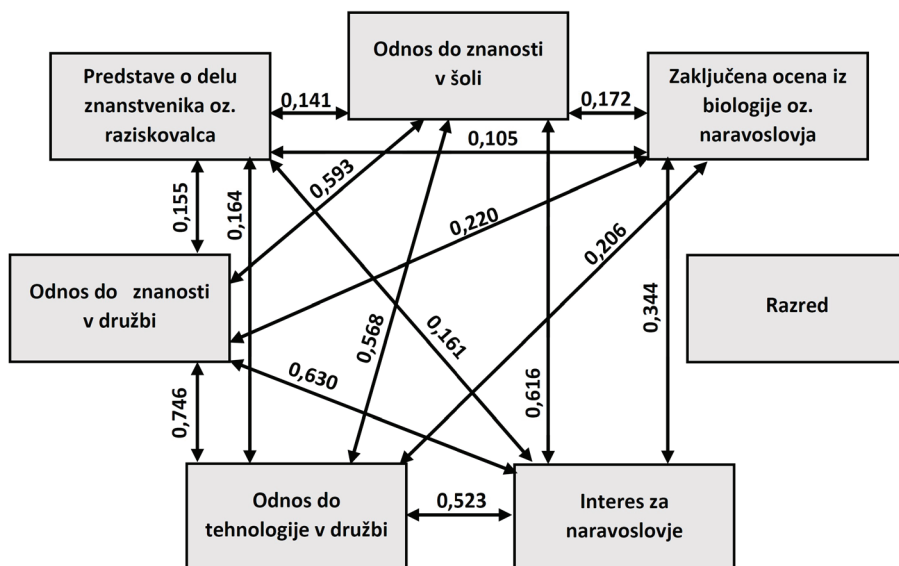 Odnos do znanosti
v šoli
Predstave o delu
znanstvenika oz.
raziskovalca
Zaključena ocena iz
biologije oz.
naravoslovja
0,141
0,172
0,105
0,593
0,155
0,164
0,220
0,206
Odnos do znanosti
v družbi
Razred
0,344
0,568
0,161
0,630
0,616
0,746
Odnos do
tehnologije v družbi
0,523
Interes za
naravoslovje